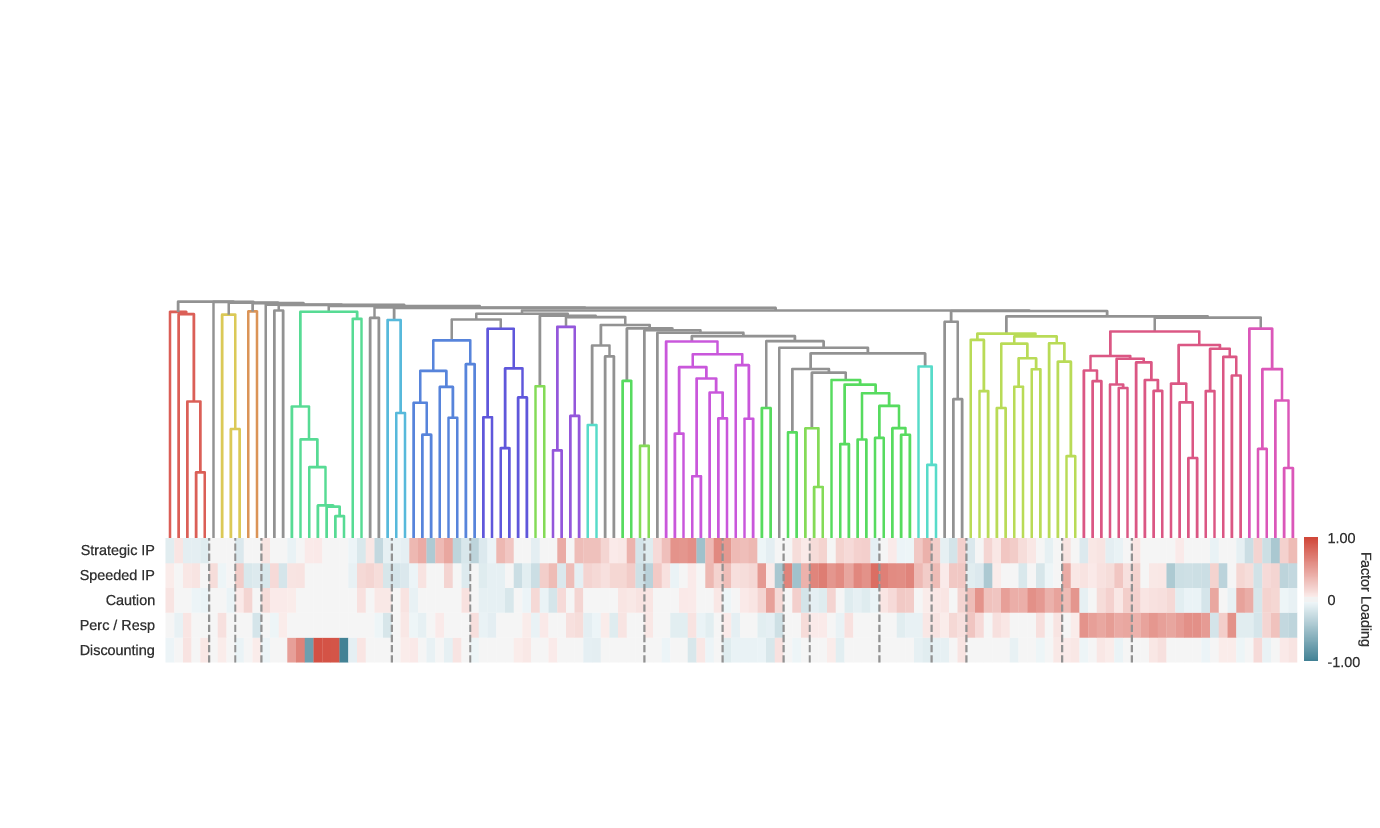 Strategic IP
Speeded IP
Caution
Perc / Resp
Discounting
1.00
0
-1.00
Factor Loading